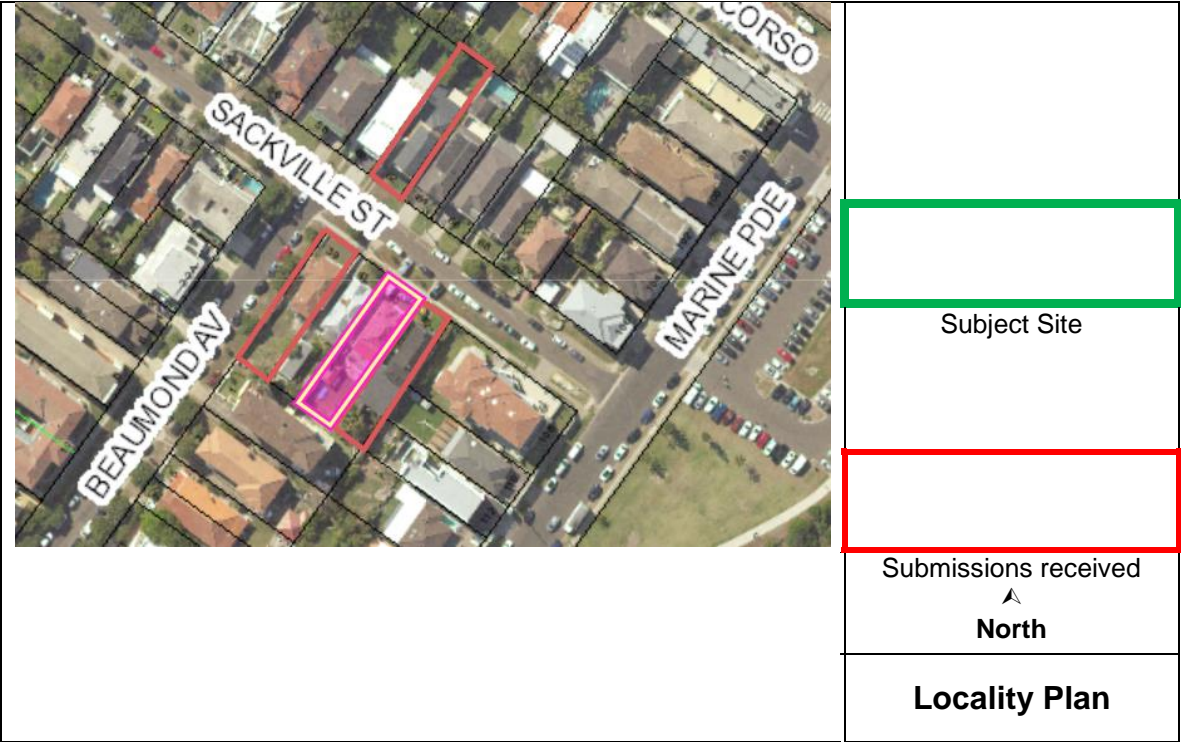 CORSO
SACKVILLE ST
MARINE PDE
BEAUMOND AV
Subject Site
Submissions received
North
Locality Plan